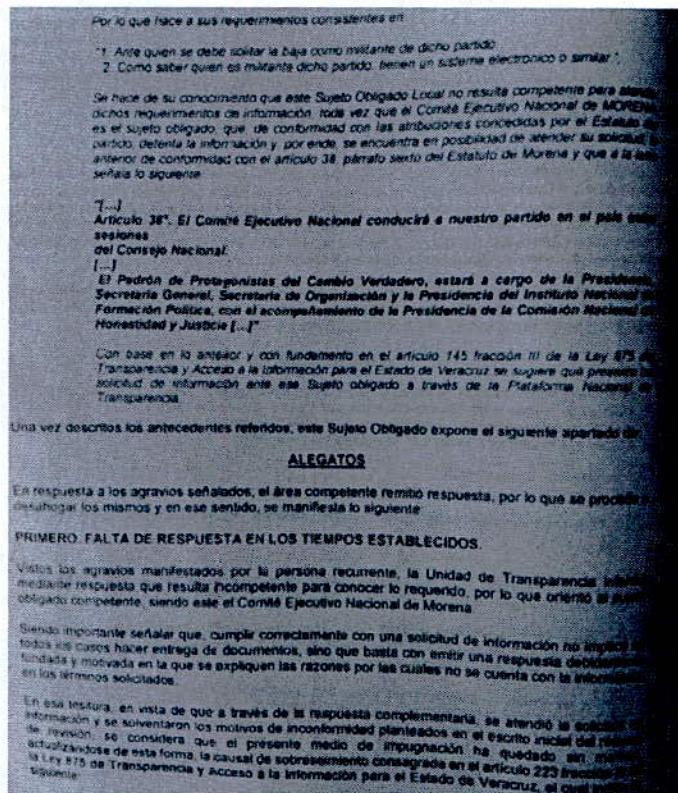 Por lo que hace a sus requerimientos consistentes en
"1. Ante quien se debe solitar la baja como militante de dicho partido
2. Como saber quien es militante dicho partido, tienen un sistema electronico o similar.",
Se hace de su conocimiento que este Sujeto Obligado Local no resulta competente para
dichos requerimientos de información, toda vez que el Comité Ejecutivo Nacional de MORENA
es el sujeto obligado, que, de conformidad con las atribuciones concedidas por el Estatuto
partido, detenta la información y por ende, se encuentra en posibilidad de atender su solicitud,
anterior de conformidad con el artículo 38, párrafo sexto del Estatuto de Morena y que a la
señala lo siguiente
"[...]
Artículo 38°. El Comité Ejecutivo Nacional conducirá a nuestro partido en el país
sesiones
del Consejo Nacional.
[...]
El Padrón de Protagonistas del Cambio Verdadero, estará a cargo de la Presidencia,
Secretaría General, Secretaría de Organización y la Presidencia del Instituto Nacional
Formación Política, con el acompañamiento de la Presidencia de la Comisión Nacional
Honestidad y Justicia [...]"
Con base en lo anterior y con fundamento en el artículo 145 fracción III de la Ley 875
Transparencia y Acceso a la Información para el Estado de Veracruz se sugiere que presente
solicitud de información ante ese Sujeto obligado a través de la Plataforma Nacional
Transparencia
Una vez descritos los antecedentes referidos, este Sujeto Obligado expone el siguiente apartado de:
ALEGATOS
En respuesta a los agravios señalados, el área competente remitió respuesta, por lo que se procede
desahogar los mismos y en ese sentido, se manifiesta lo siguiente
PRIMERO. FALTA DE RESPUESTA EN LOS TIEMPOS ESTABLECIDOS.
Vistos los agravios manifestados por la persona recurrente, la Unidad de Transparencia
mediante respuesta que resulta incompetente para conocer lo requerido, por lo que orientó al
obligado competente, siendo este el Comité Ejecutivo Nacional de Morena
Siendo importante señalar que, cumplir correctamente con una solicitud de información no implica
todos los casos hacer entrega de documentos, sino que basta con emitir una respuesta debidamente
fundada y motivada en la que se expliquen las razones por las cuales no se cuenta con la información
en los términos solicitados.
En esa tesitura, en vista de que a través de la respuesta complementaria, se atendió la solicitud
información y se solventaron los motivos de inconformidad planteados en el escrito inicial del
de revisión, se considera que el presente medio de impugnación ha quedado sin
actualizándose de esta forma, la causal de sobreseimiento consagrada en el artículo 223 fracción
la Ley 875 de Transparencia y Acceso a la Información para el Estado de Veracruz, el cual
siguiente